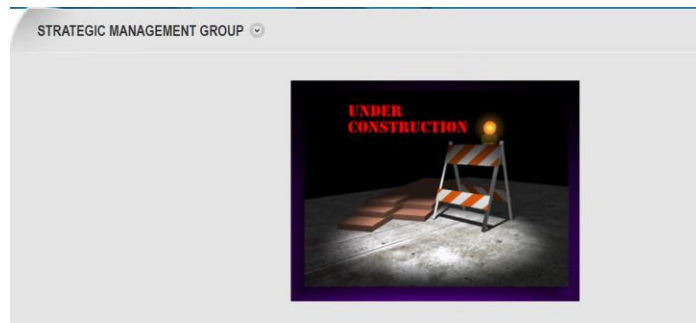 STRATEGIC MANAGEMENT GROUP
UNDER
CONSTRUCTION